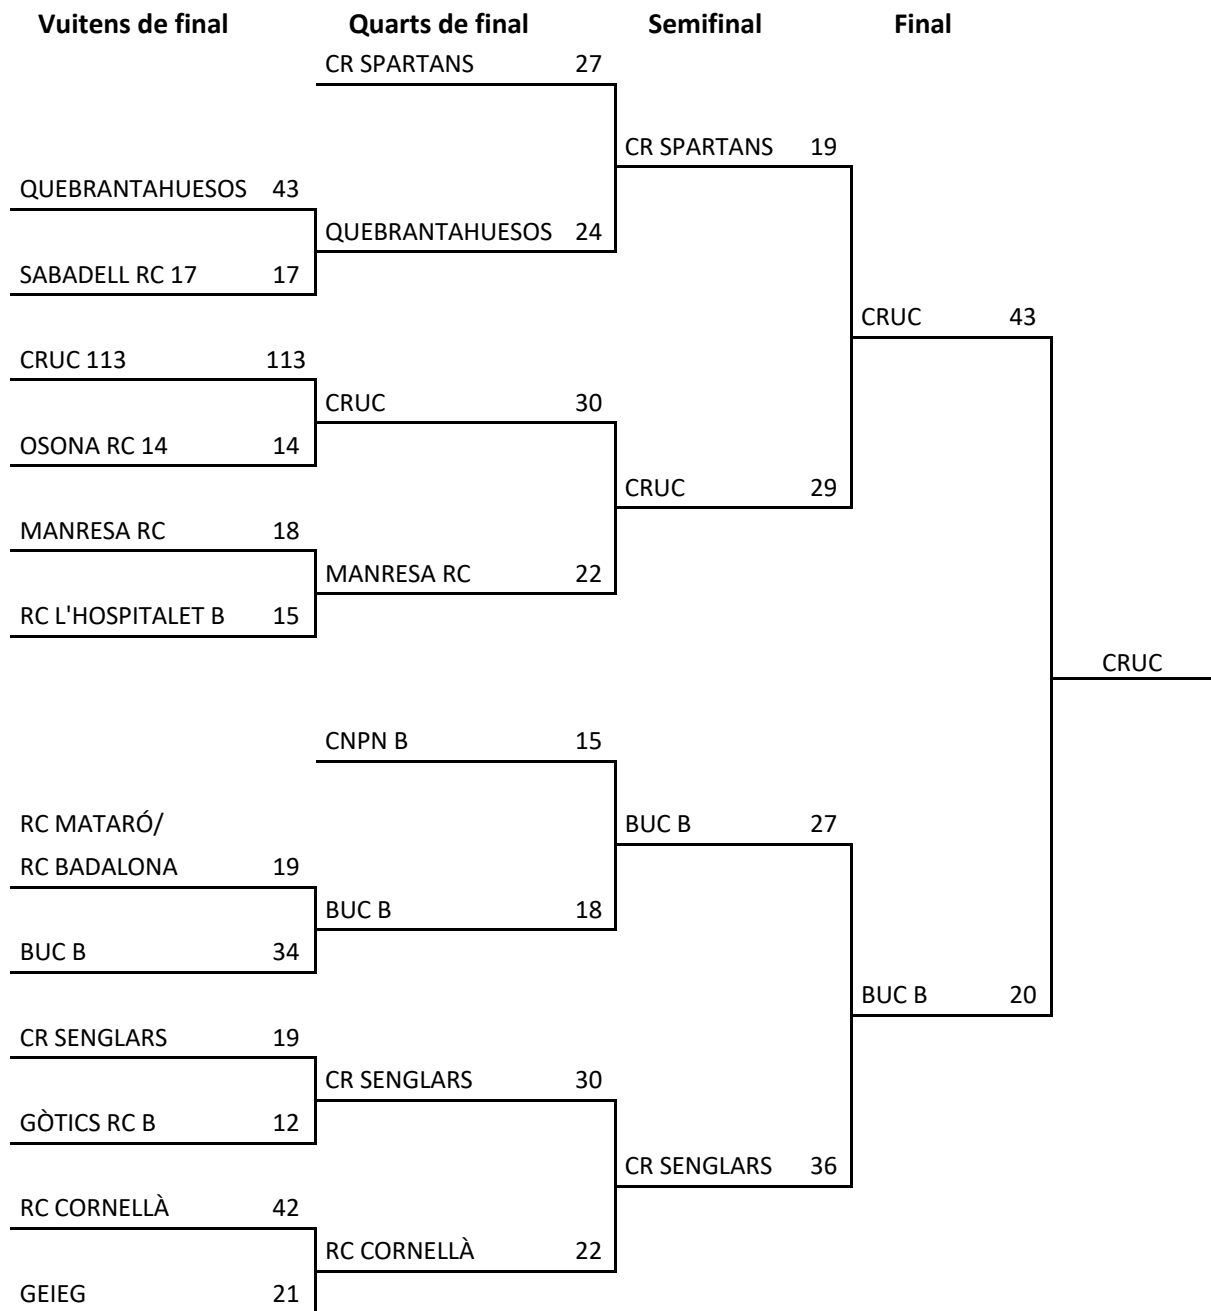 Vuitens de final Quarts de final Semifinal Final
CR SPARTANS 27
CR SPARTANS 19
QUEBRANTAHUESOS 43
QUEBRANTAHUESOS 24
SABADELL RC 17 17
CRUC 43
CRUC 113 113
CRUC 30
OSONA RC 14 14
CRUC 29
MANRESA RC 18
MANRESA RC 22
RC L'HOSPITALET B 15
CRUC
CNPN B 15
RC MATARÓ/ BUC B 27
RC BADALONA 19
BUC B 18
BUC B 34
BUC B 20
CR SENGLARS 19
CR SENGLARS 30
GÒTICS RC B 12
CR SENGLARS 36
RC CORNELLÀ 42
RC CORNELLÀ 22
GEIEG 21